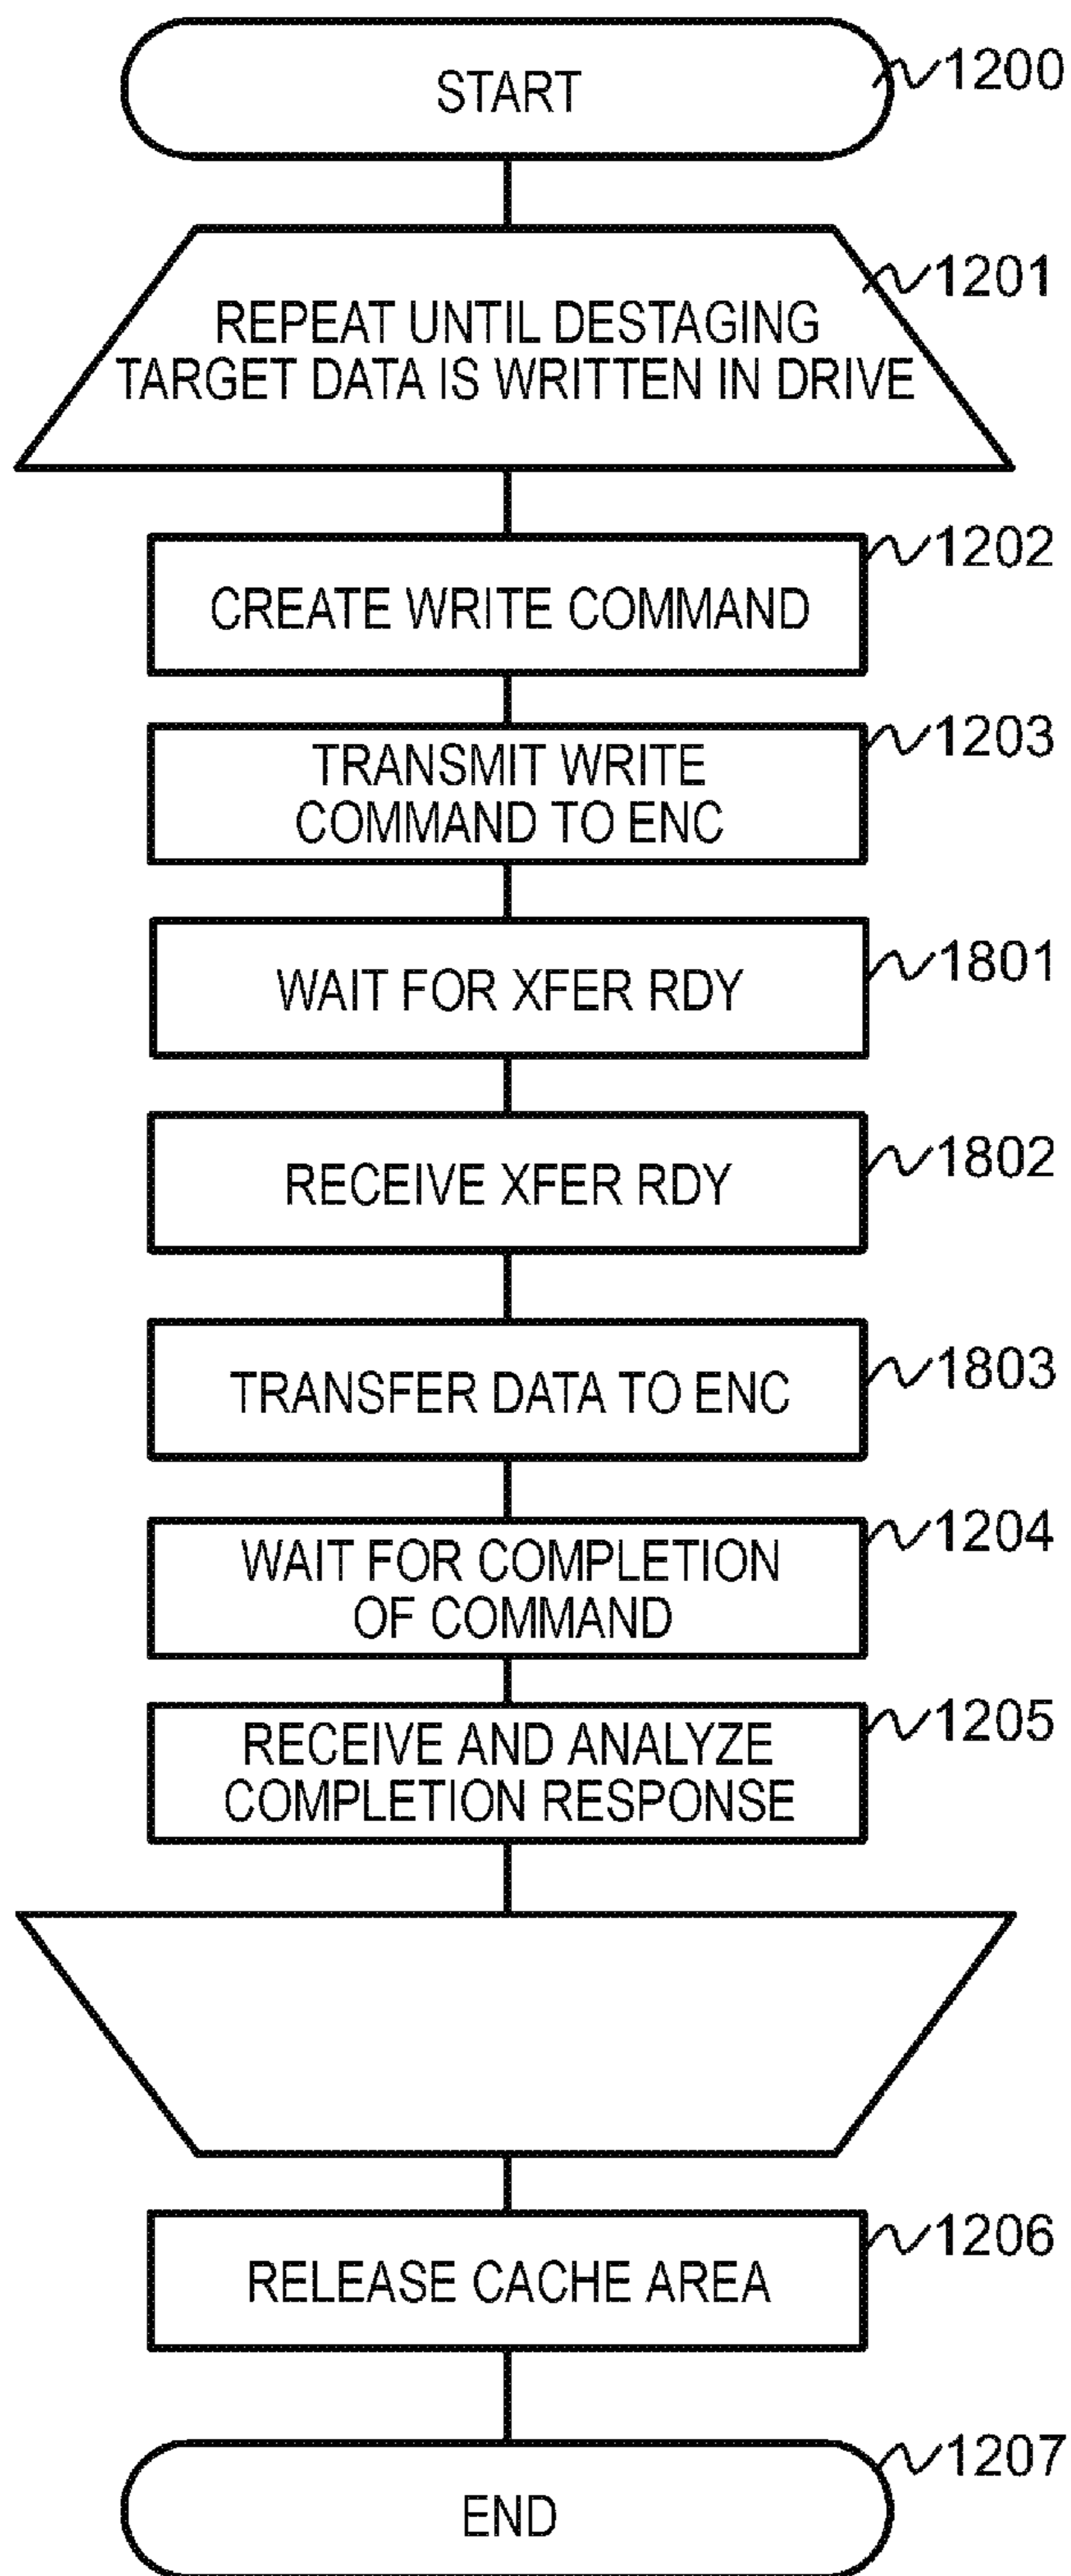 START
1200
REPEAT UNTIL DESTAGING
TARGET DATA IS WRITTEN IN DRIVE
1201
CREATE WRITE COMMAND
1202
TRANSMIT WRITE
COMMAND TO ENC
1203
WAIT FOR XFER RDY
1801
RECEIVE XFER RDY
1802
TRANSFER DATA TO ENC
1803
WAIT FOR COMPLETION
OF COMMAND
1204
RECEIVE AND ANALYZE
COMPLETION RESPONSE
1205
RELEASE CACHE AREA
1206
END
1207